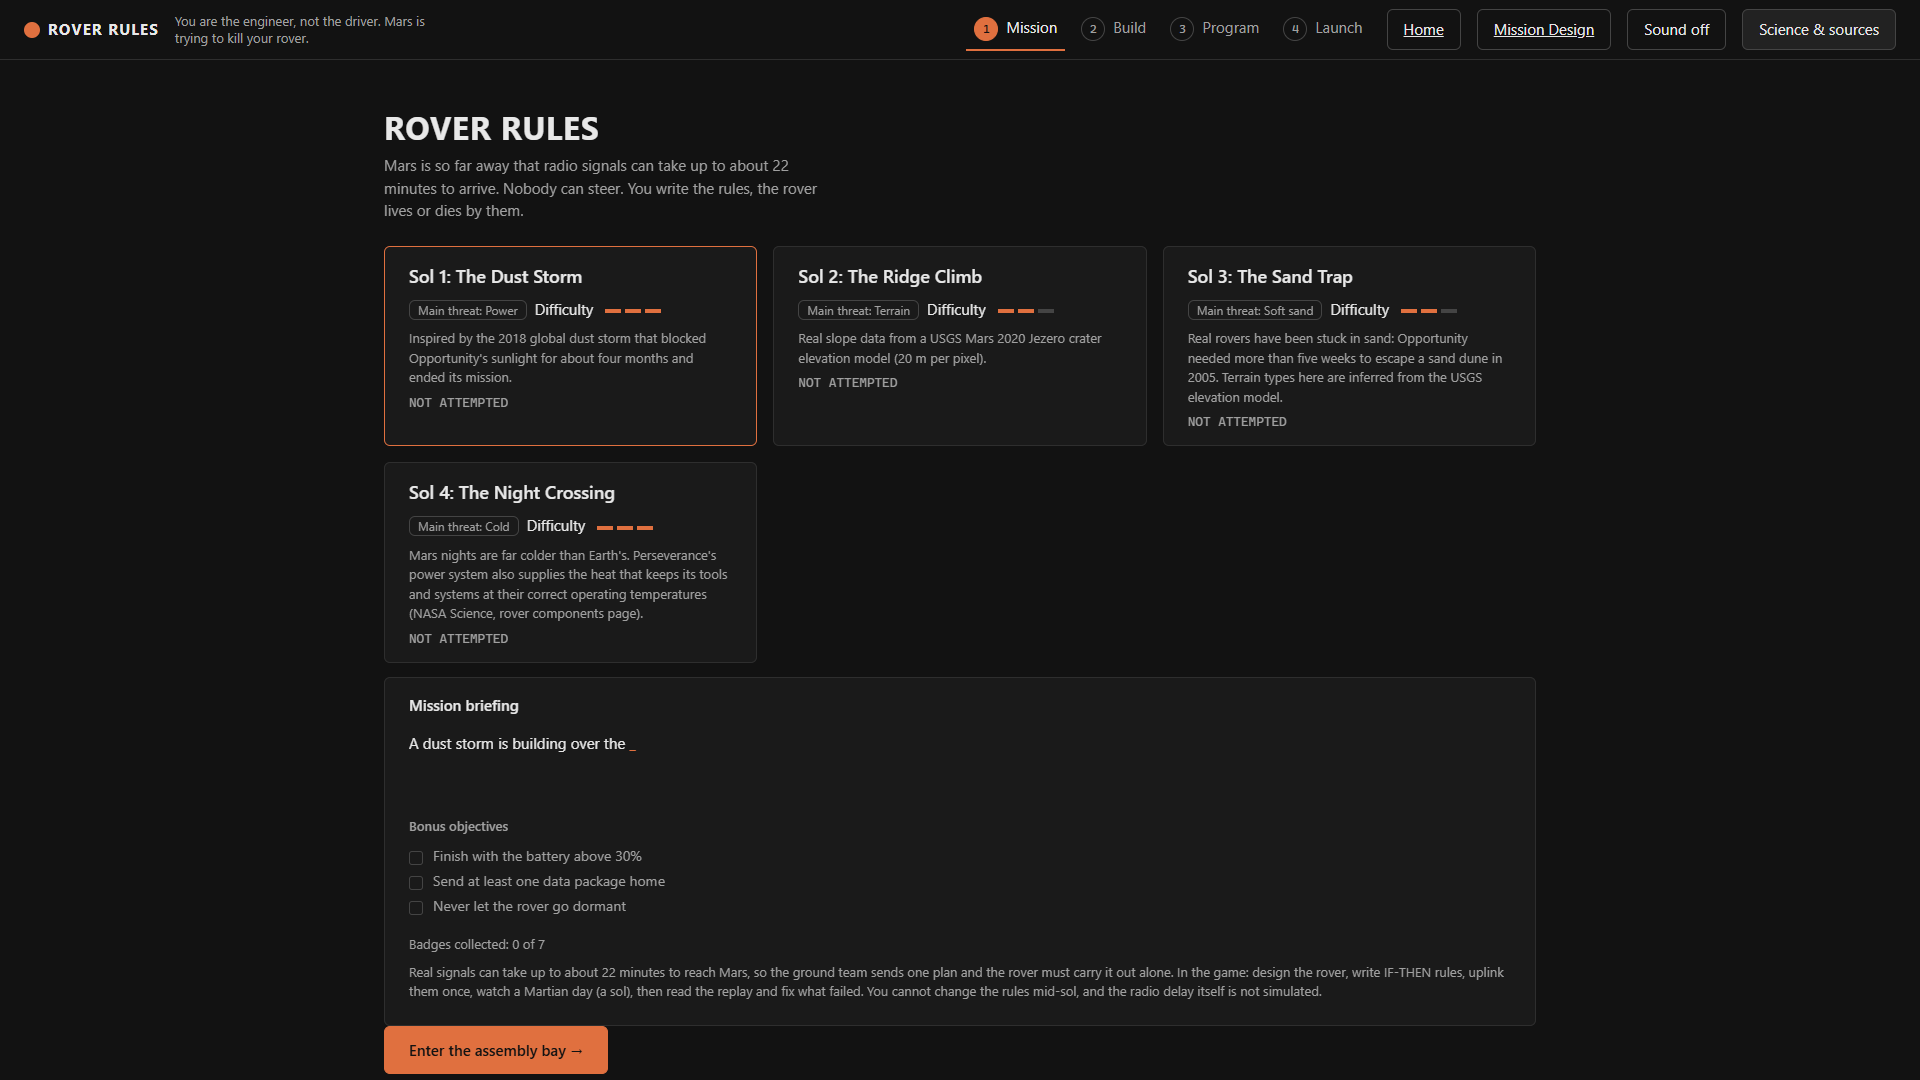 ROVER RULES
You are the engineer, not the driver. Mars is
trying to kill your rover.
1 Mission
2 Build
3 Program
4 Launch
Home
Mission Design
Sound off
Science & sources
ROVER RULES
Mars is so far away that radio signals can take up to about 22
minutes to arrive. Nobody can steer. You write the rules, the rover
lives or dies by them.
Sol 1: The Dust Storm
Main threat: Power Difficulty
Inspired by the 2018 global dust storm that blocked
Opportunity's sunlight for about four months and
ended its mission.
NOT ATTEMPTED
Sol 2: The Ridge Climb
Main threat: Terrain Difficulty
Real slope data from a USGS Mars 2020 Jezero crater
elevation model (20 m per pixel).
NOT ATTEMPTED
Sol 3: The Sand Trap
Main threat: Soft sand Difficulty
Real rovers have been stuck in sand: Opportunity
needed more than five weeks to escape a sand dune in
2005. Terrain types here are inferred from the USGS
elevation model.
NOT ATTEMPTED
Sol 4: The Night Crossing
Main threat: Cold Difficulty
Mars nights are far colder than Earth's. Perseverance's
power system also supplies the heat that keeps its tools
and systems at their correct operating temperatures
(NASA Science, rover components page).
NOT ATTEMPTED
Mission briefing
A dust storm is building over the _
Bonus objectives
Finish with the battery above 30%
Send at least one data package home
Never let the rover go dormant
Badges collected: 0 of 7
Real signals can take up to about 22 minutes to reach Mars, so the ground team sends one plan and the rover must carry it out alone. In the game: design the rover, write IF-THEN rules, uplink
them once, watch a Martian day (a sol), then read the replay and fix what failed. You cannot change the rules mid-sol, and the radio delay itself is not simulated.
Enter the assembly bay →